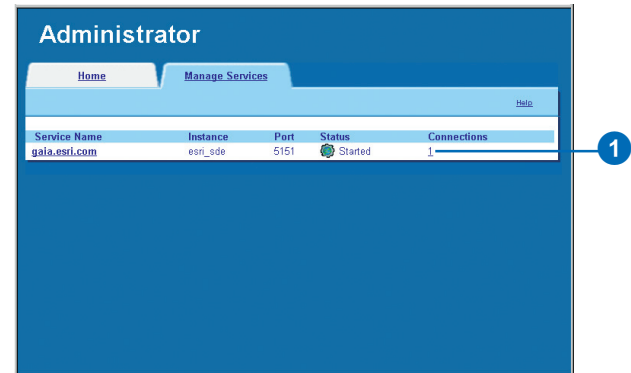 Administrator
Home Manage Services
Help
Service Name Instance Port Status Connections
gaia.esri.com esri_sde 5151 Started 1
1